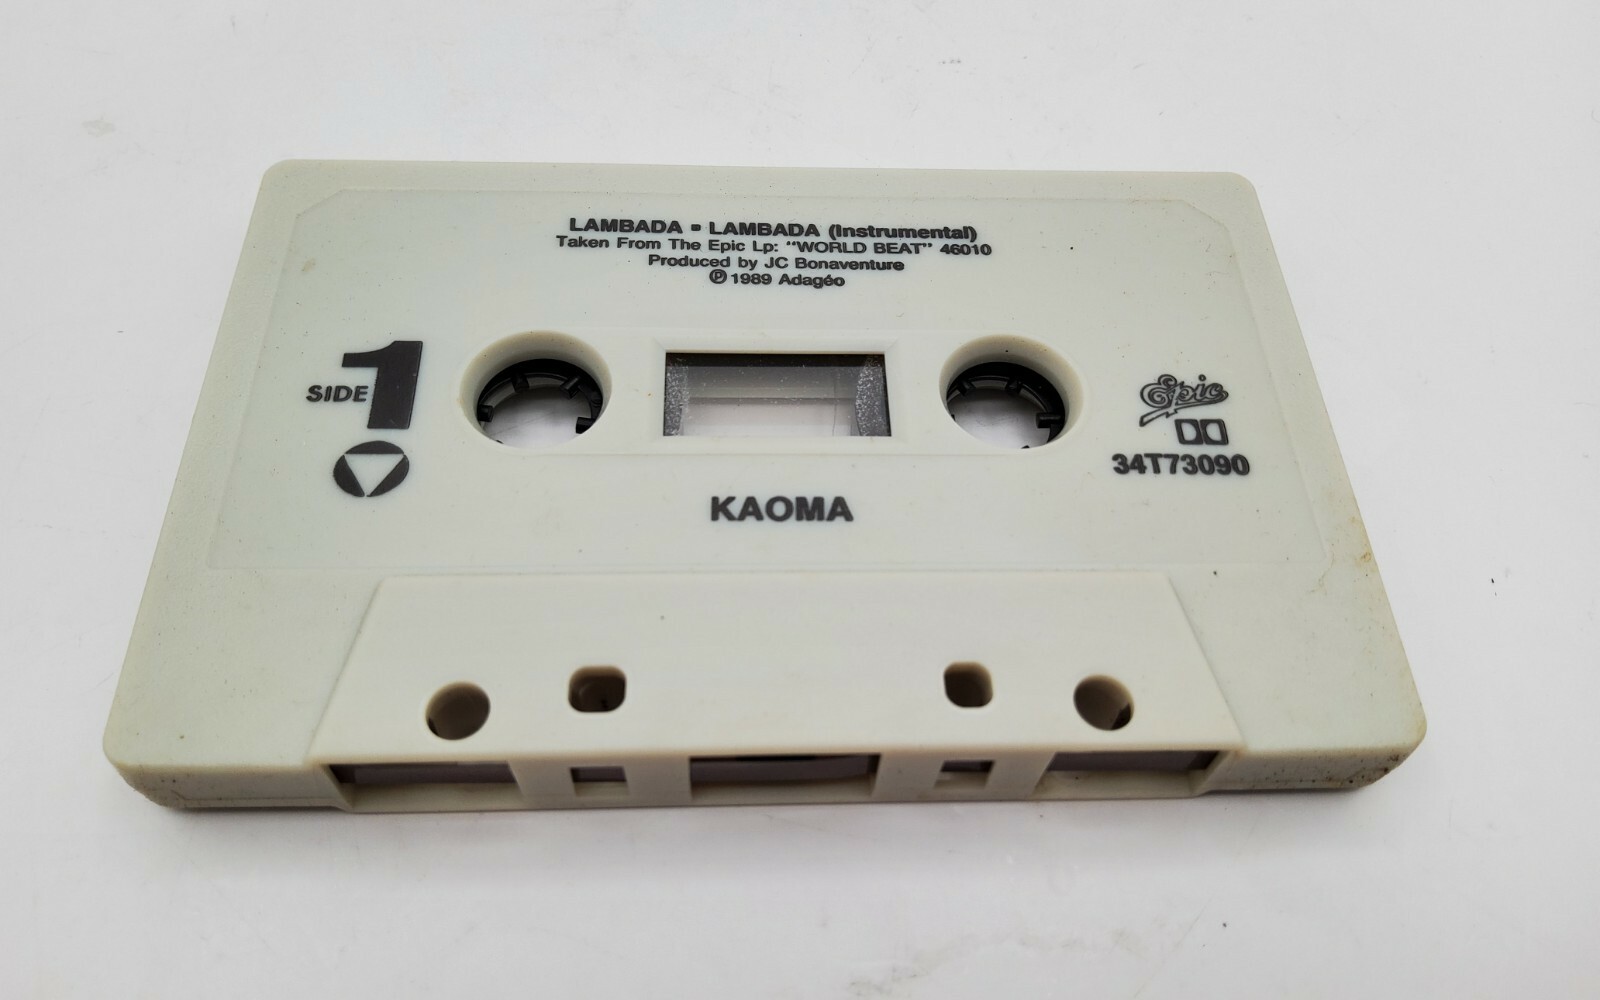 LAMBADA ▪ LAMBADA (Instrumental)
Taken From The Epic Lp: "WORLD BEAT" 46010
Produced by JC Bonaventure
℗ 1989 Adagéo
SIDE 1
Epic
34T73090
KAOMA